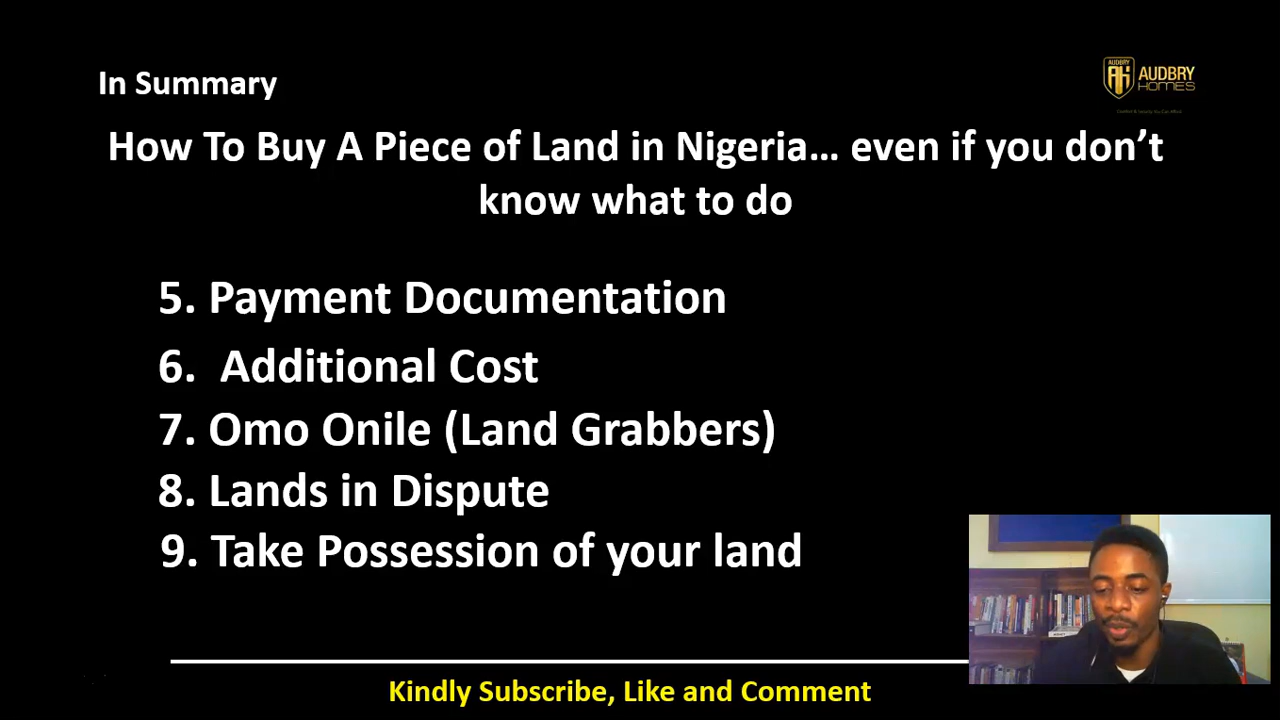 In Summary
AUDBRY
AUDBRY
HOMES
How To Buy A Piece of Land in Nigeria... even if you don't
know what to do
5. Payment Documentation
6. Additional Cost
7. Omo Onile (Land Grabbers)
8. Lands in Dispute
9. Take Possession of your land
Kindly Subscribe, Like and Comment